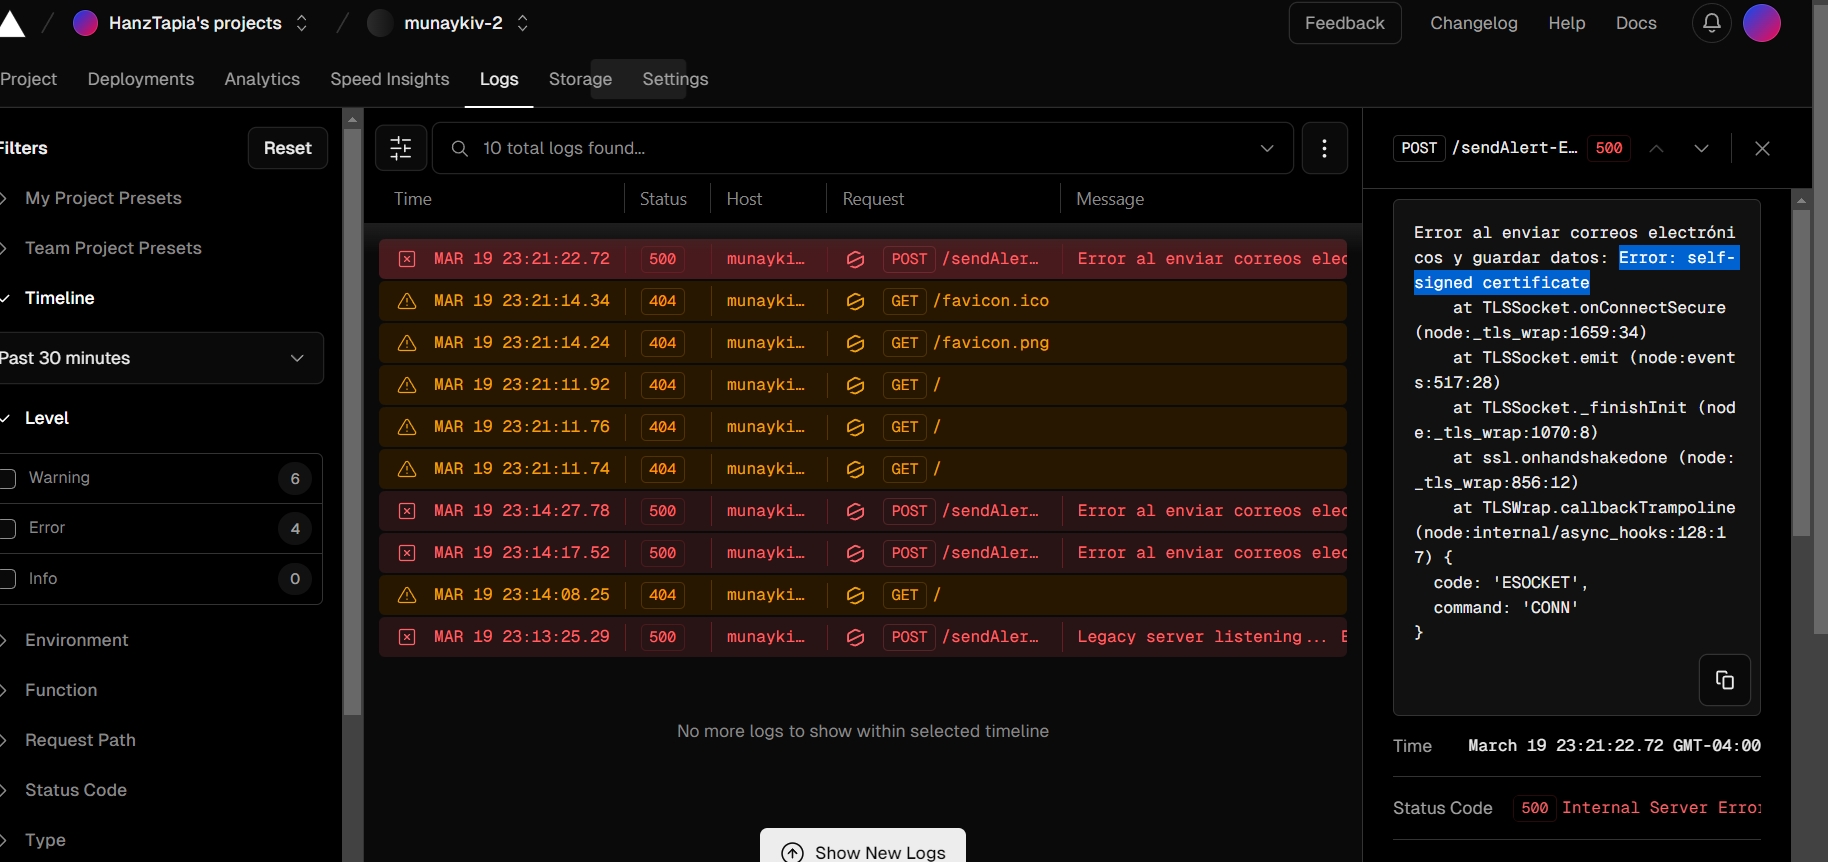 HanzTapia's projects
munaykiv-2
Feedback
Changelog
Help
Docs
Project
Deployments
Analytics
Speed Insights
Logs
Storage
Settings
Filters
Reset
My Project Presets
Team Project Presets
Timeline
Past 30 minutes
Level
Warning 6
Error 4
Info 0
Environment
Function
Request Path
Status Code
Type
10 total logs found...
Time Status Host Request Message
MAR 19 23:21:22.72 500 munayki... POST /sendAler... Error al enviar correos elec
MAR 19 23:21:14.34 404 munayki... GET /favicon.ico
MAR 19 23:21:14.24 404 munayki... GET /favicon.png
MAR 19 23:21:11.92 404 munayki... GET /
MAR 19 23:21:11.76 404 munayki... GET /
MAR 19 23:21:11.74 404 munayki... GET /
MAR 19 23:14:27.78 500 munayki... POST /sendAler... Error al enviar correos elec
MAR 19 23:14:17.52 500 munayki... POST /sendAler... Error al enviar correos elec
MAR 19 23:14:08.25 404 munayki... GET /
MAR 19 23:13:25.29 500 munayki... POST /sendAler... Legacy server listening... E
No more logs to show within selected timeline
Show New Logs
POST /sendAlert-E... 500
Error al enviar correos electróni
cos y guardar datos: Error: self-
signed certificate
at TLSSocket.onConnectSecure
(node:_tls_wrap:1659:34)
at TLSSocket.emit (node:event
s:517:28)
at TLSSocket._finishInit (nod
e:_tls_wrap:1070:8)
at ssl.onhandshakedone (node:
_tls_wrap:856:12)
at TLSWrap.callbackTrampoline
(node:internal/async_hooks:128:1
7) {
code: 'ESOCKET',
command: 'CONN'
}
Time March 19 23:21:22.72 GMT-04:00
Status Code 500 Internal Server Error